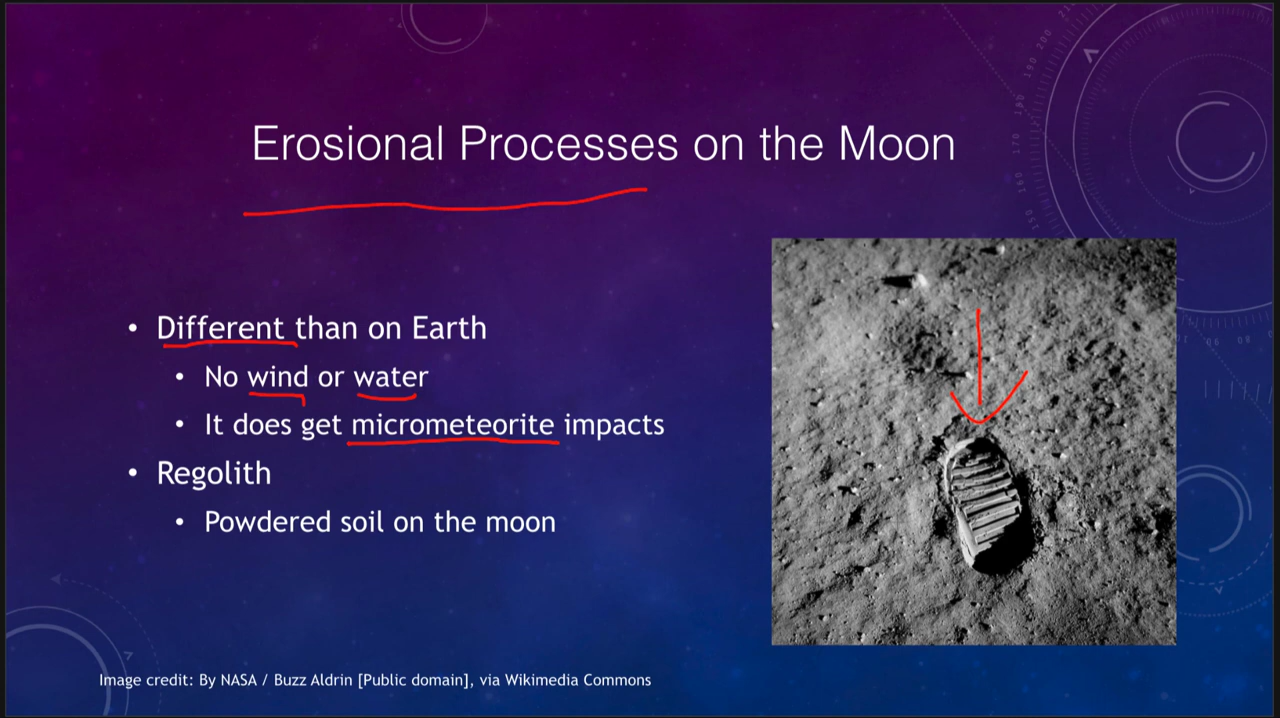 Erosional Processes on the Moon
• Different than on Earth
• No wind or water
• It does get micrometeorite impacts
• Regolith
• Powdered soil on the moon
Image credit: By NASA / Buzz Aldrin [Public domain], via Wikimedia Commons